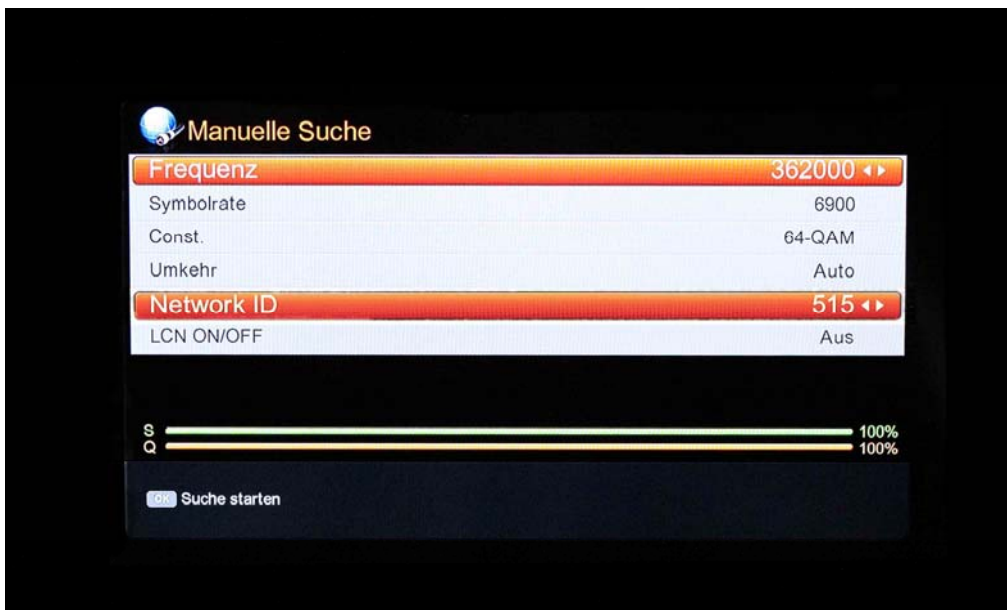 Manuelle Suche
Frequenz 362000
Symbolrate 6900
Const. 64-QAM
Umkehr Auto
Network ID 515
LCN ON/OFF Aus
S 100%
Q 100%
OK Suche starten